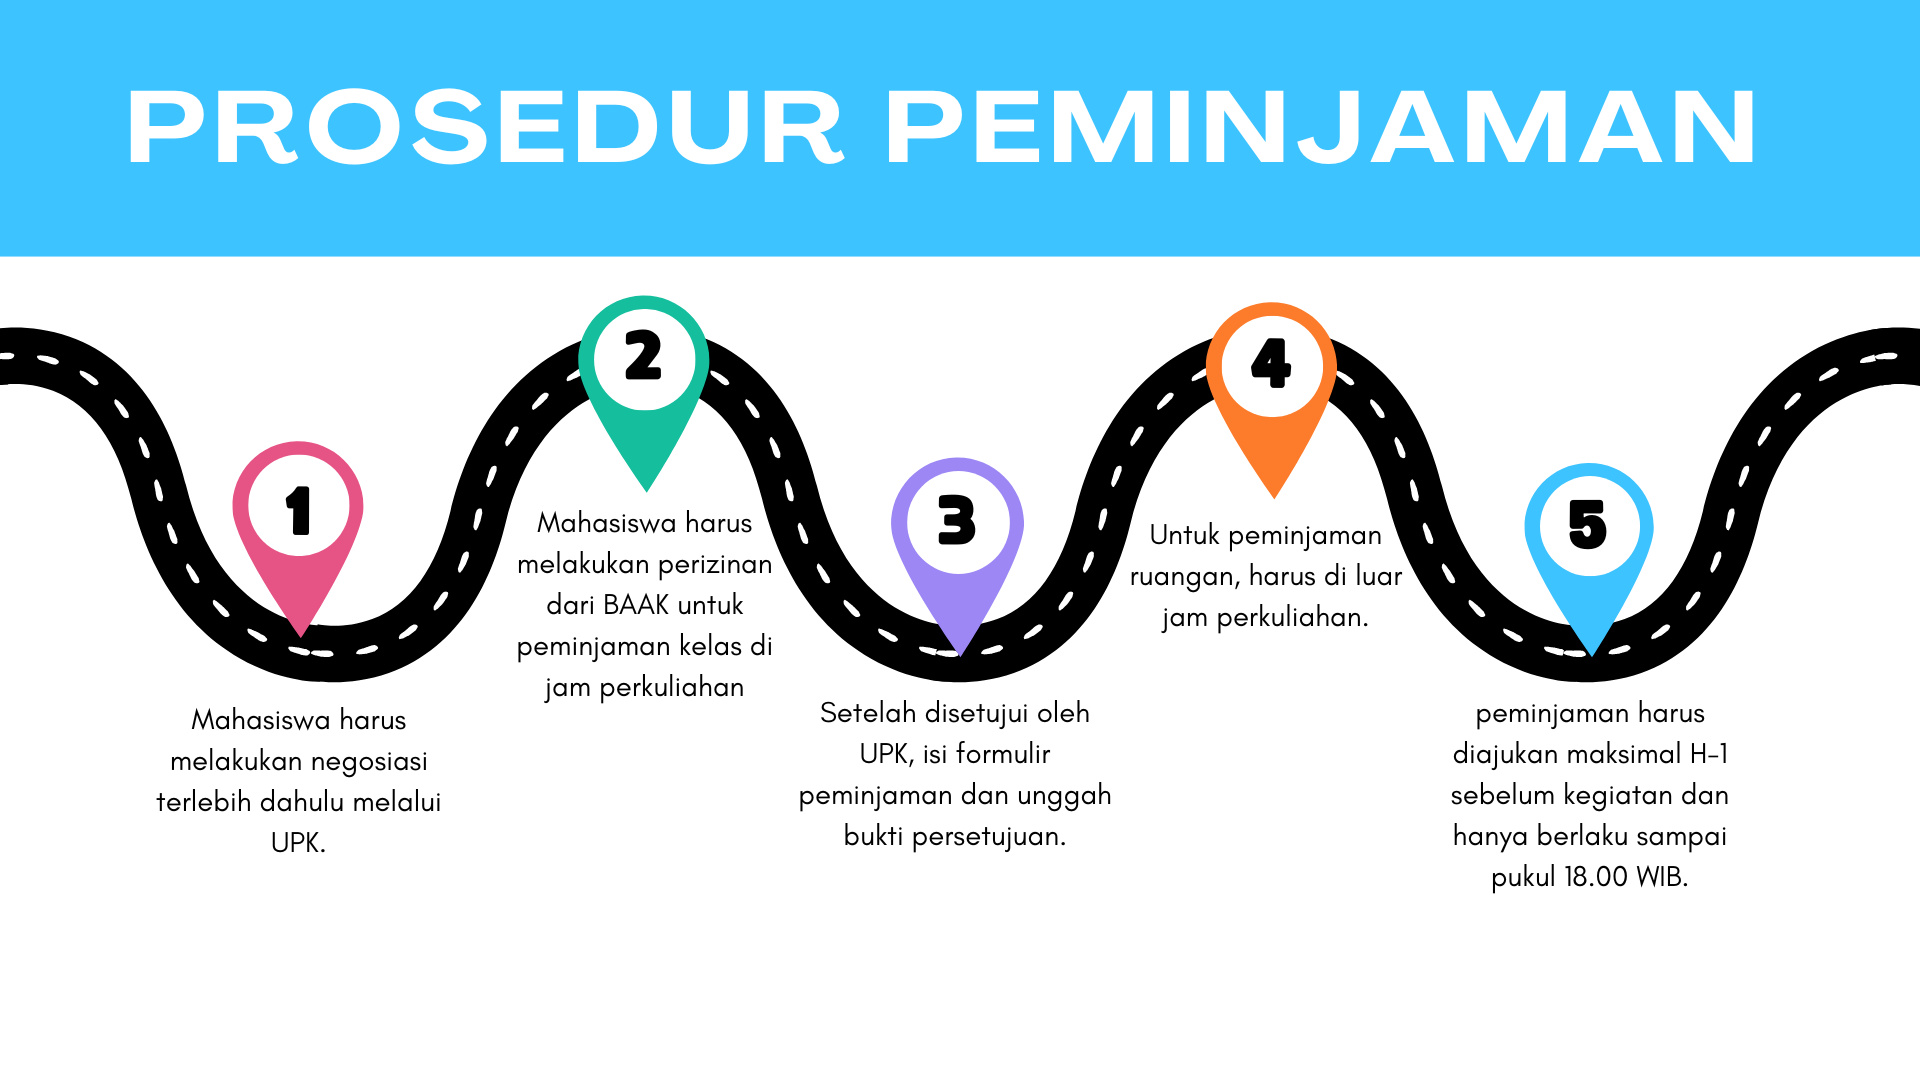 PROSEDUR PEMINJAMAN
1
Mahasiswa harus
melakukan negosiasi
terlebih dahulu melalui
UPK.
2
Mahasiswa harus
melakukan perizinan
dari BAAK untuk
peminjaman kelas di
jam perkuliahan
3
Setelah disetujui oleh
UPK, isi formulir
peminjaman dan unggah
bukti persetujuan.
4
Untuk peminjaman
ruangan, harus di luar
jam perkuliahan.
5
peminjaman harus
diajukan maksimal H-1
sebelum kegiatan dan
hanya berlaku sampai
pukul 18.00 WIB.